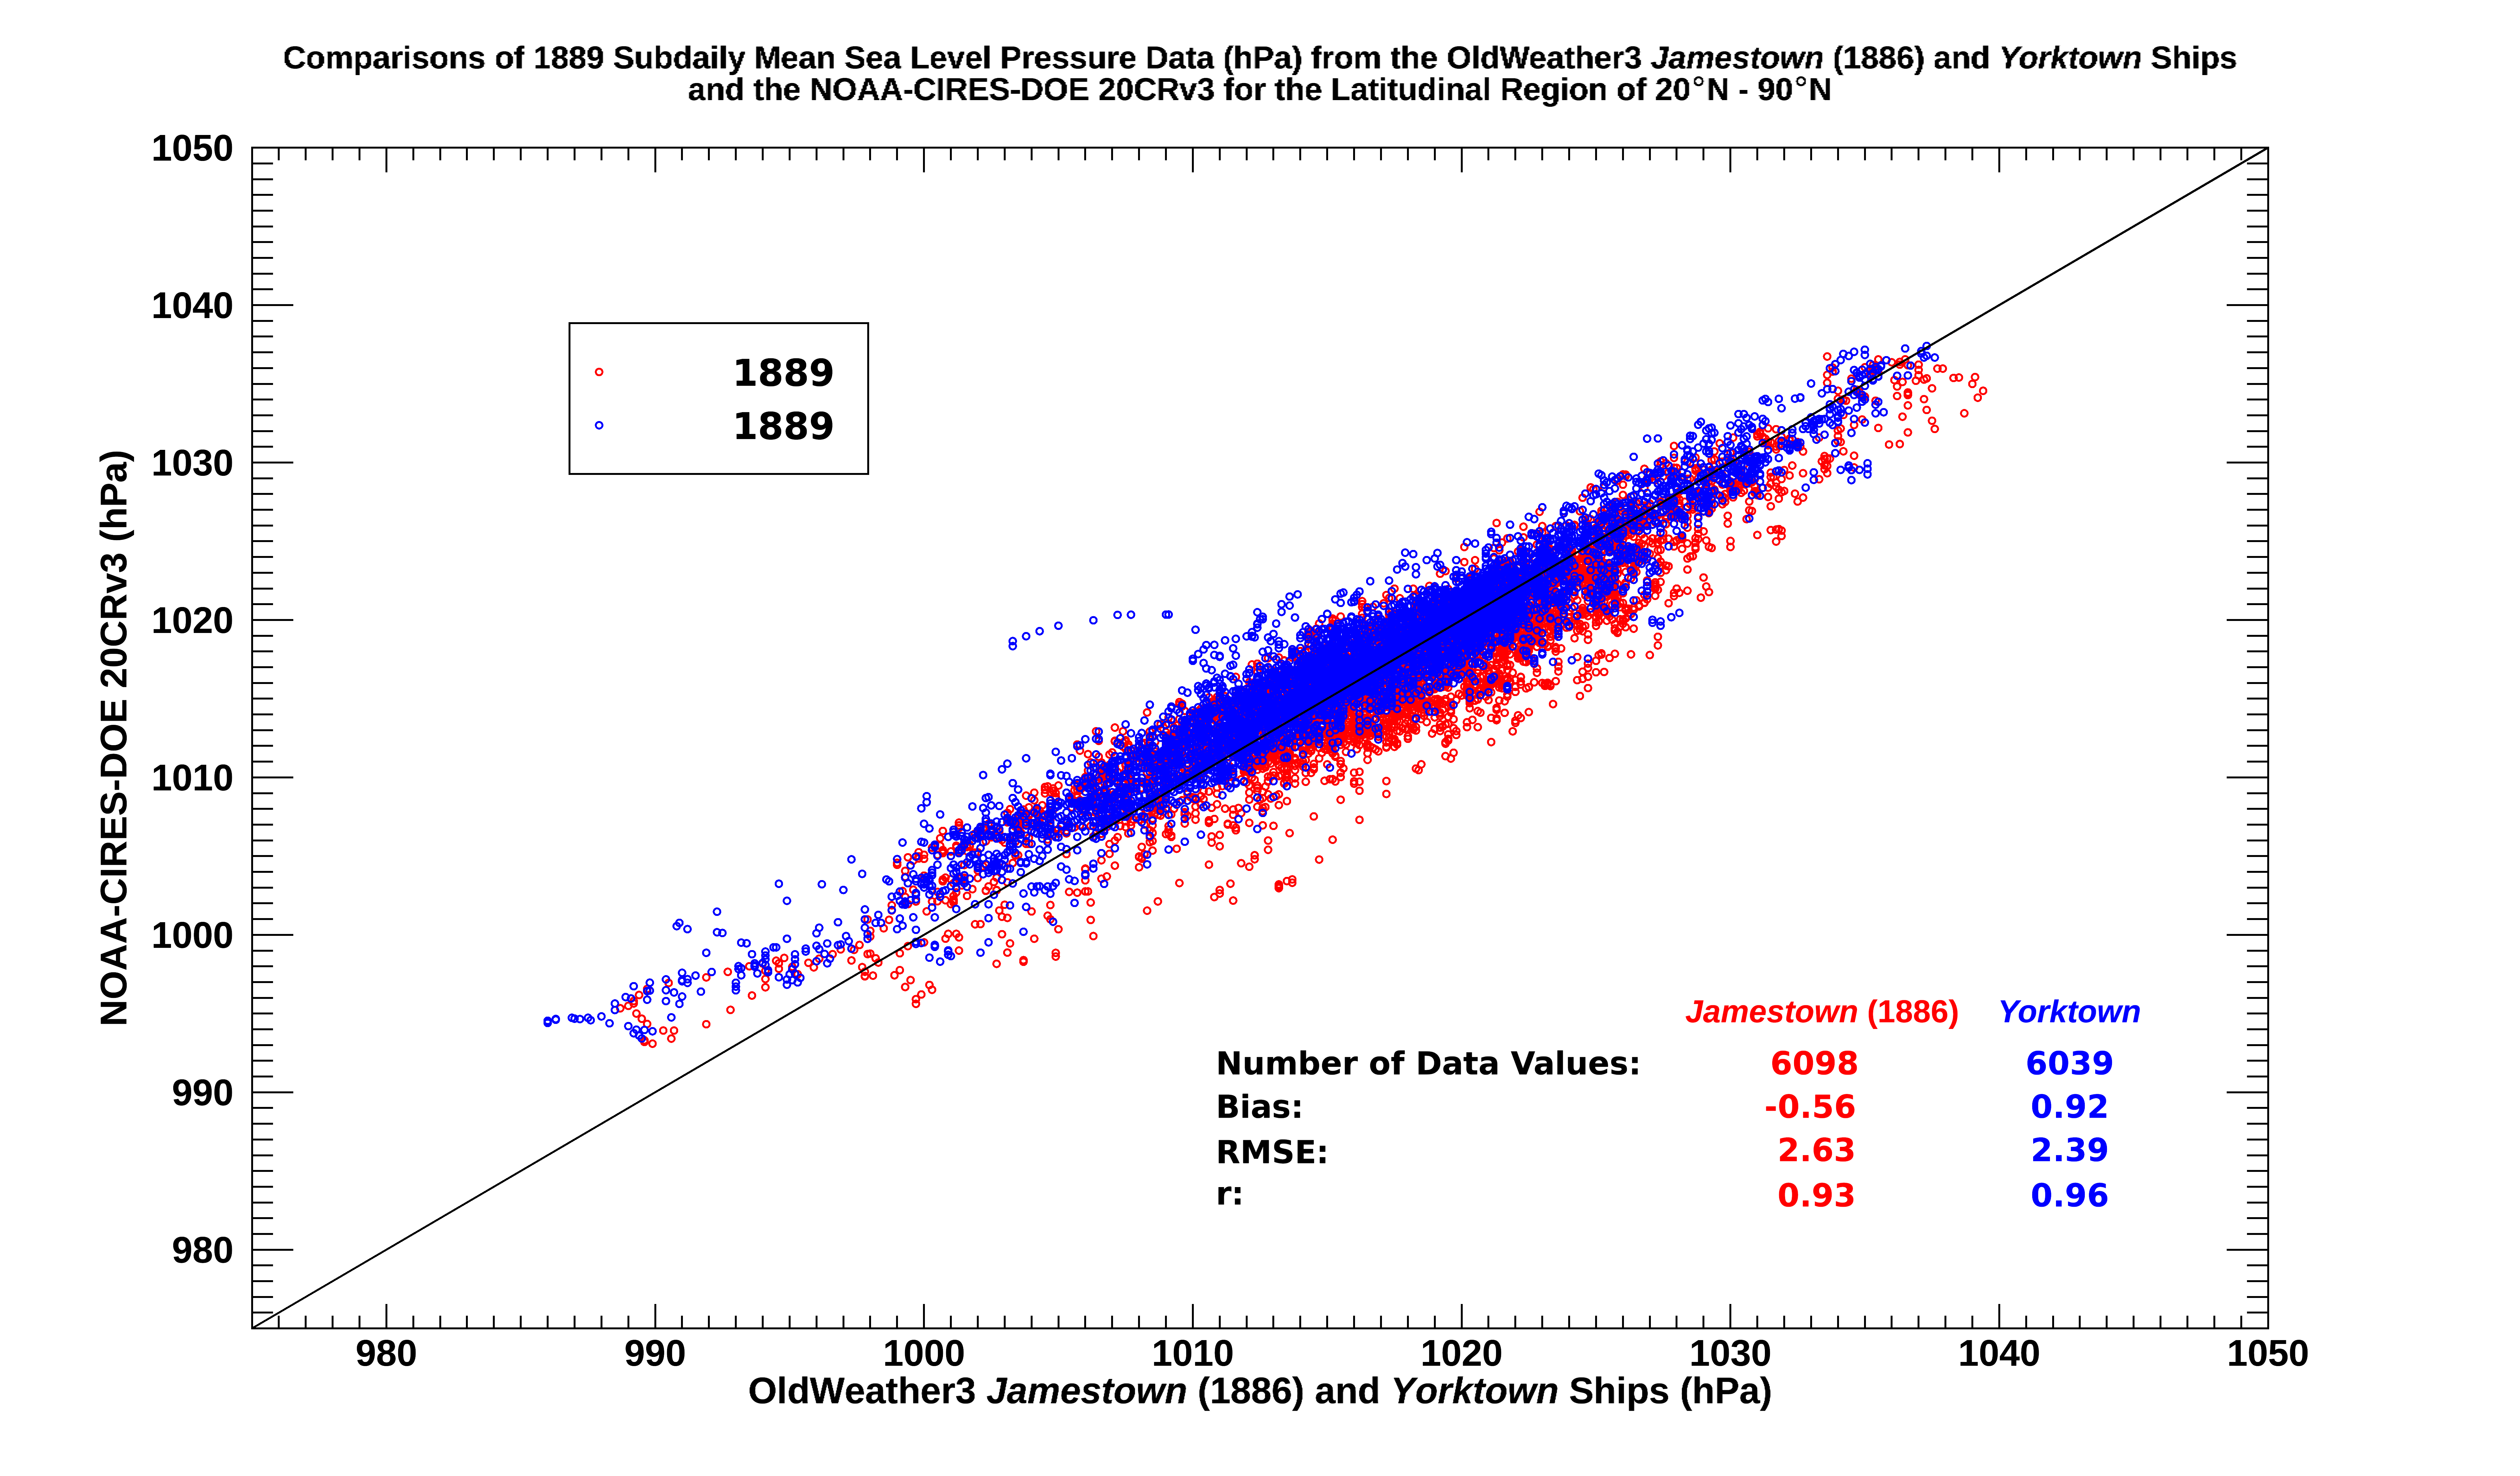 Comparisons of 1889 Subdaily Mean Sea Level Pressure Data (hPa) from the OldWeather3 Jamestown (1886) and Yorktown Ships
and the NOAA-CIRES-DOE 20CRv3 for the Latitudinal Region of 20°N - 90°N
NOAA-CIRES-DOE 20CRv3 (hPa)
1050
1040
1030
1020
1010
1000
990
980
1889
1889
Jamestown (1886) Yorktown
Number of Data Values: 6098 6039
Bias: -0.56 0.92
RMSE: 2.63 2.39
r: 0.93 0.96
980 990 1000 1010 1020 1030 1040 1050
OldWeather3 Jamestown (1886) and Yorktown Ships (hPa)